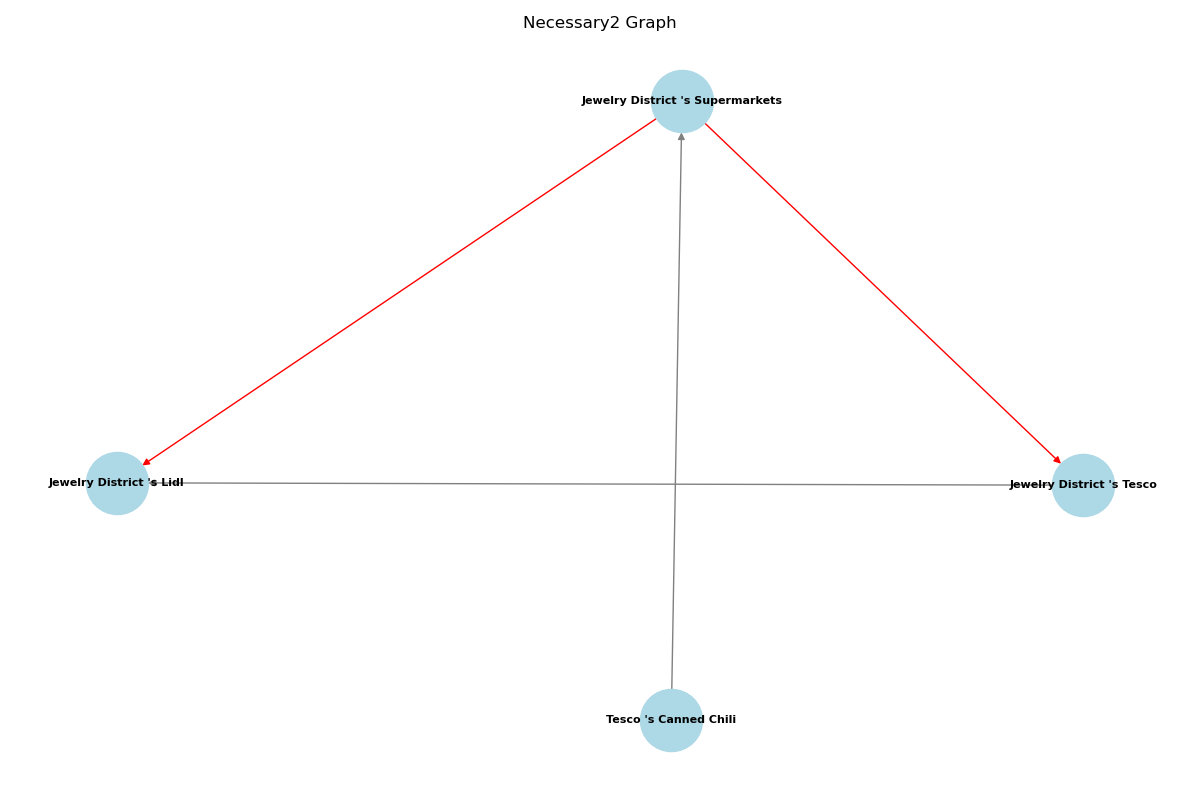 Necessary2 Graph
Jewelry District 's Supermarkets
Jewelry District 's Lidl
Jewelry District 's Tesco
Tesco 's Canned Chili